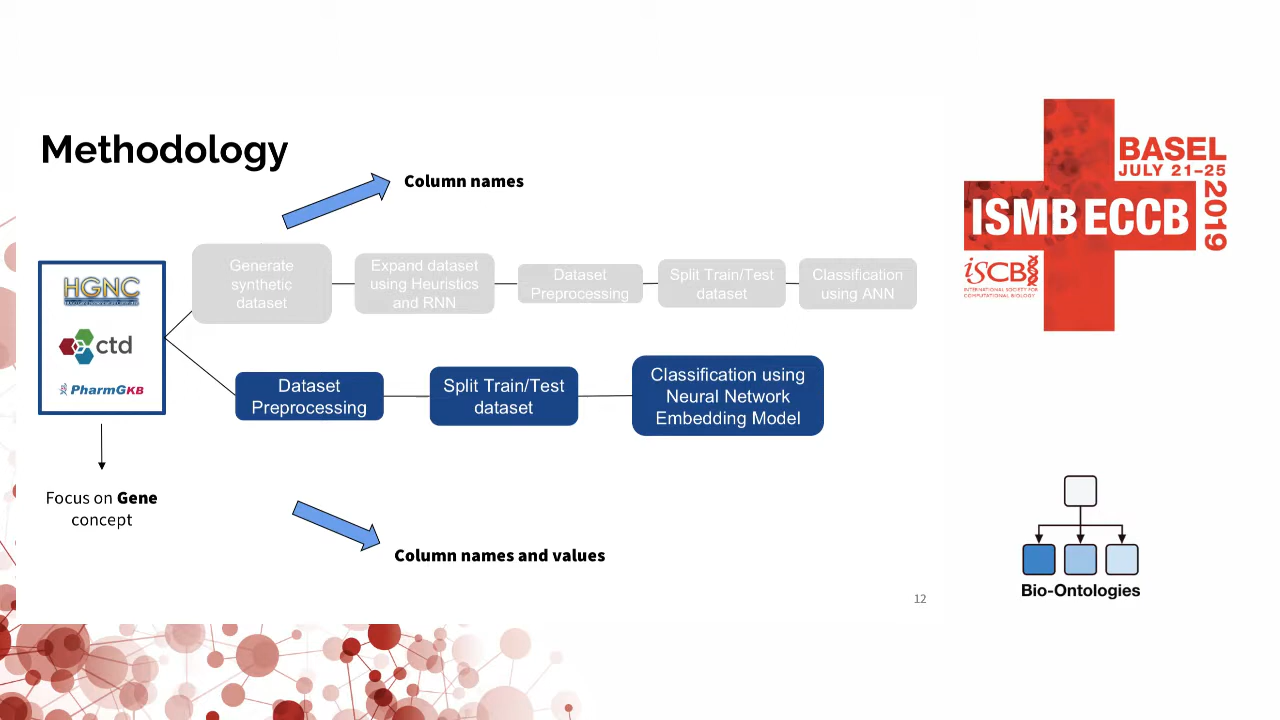 Methodology
Column names
HGNC
ctd
PharmGKB
Focus on Gene
concept
Generate
synthetic
dataset
Expand dataset
using Heuristics
and RNN
Dataset
Preprocessing
Split Train/Test
dataset
Classification
using ANN
Dataset
Preprocessing
Split Train/Test
dataset
Classification using
Neural Network
Embedding Model
Column names and values
12
BASEL
JULY 21–25
2019
ISMB ECCB
iSCB
INTERNATIONAL SOCIETY FOR
COMPUTATIONAL BIOLOGY
Bio-Ontologies